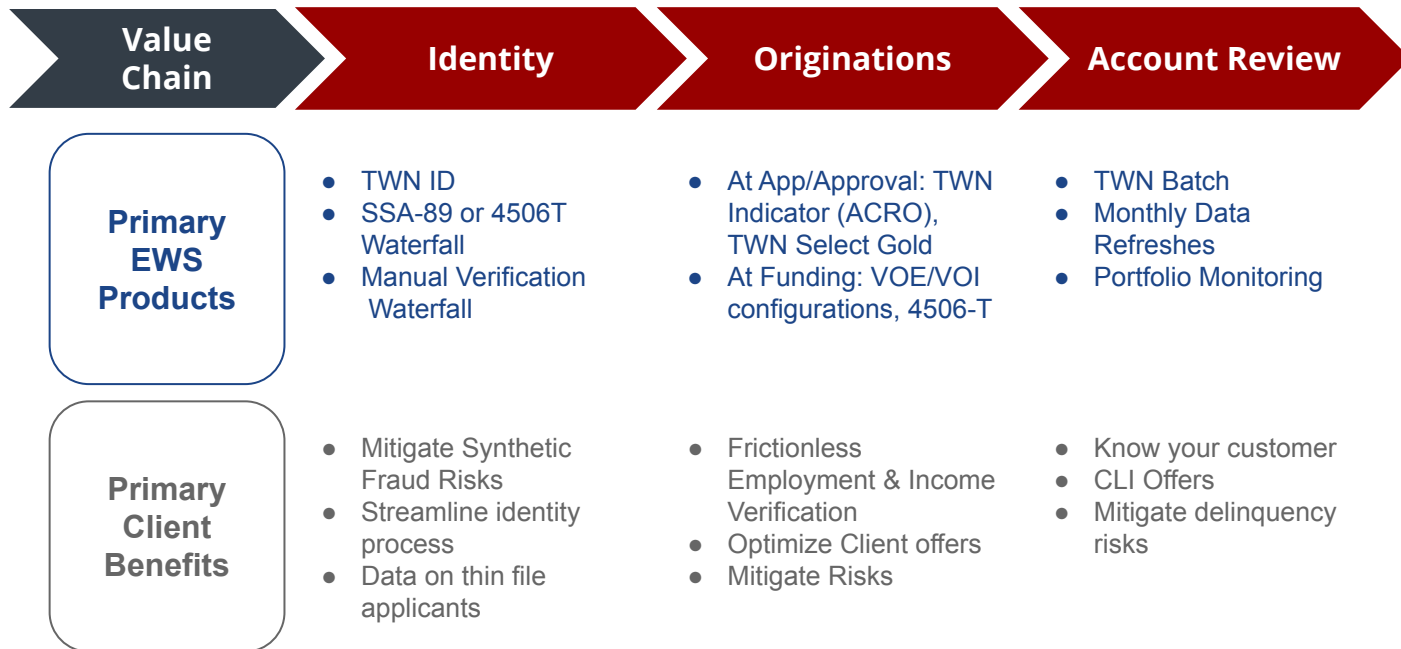 Value
Chain
Identity
Originations
Account Review
Primary
EWS
Products
● TWN ID
● SSA-89 or 4506T
Waterfall
● Manual Verification
Waterfall
● At App/Approval: TWN
Indicator (ACRO),
TWN Select Gold
● At Funding: VOE/VOI
configurations, 4506-T
● TWN Batch
● Monthly Data
Refreshes
● Portfolio Monitoring
Primary
Client
Benefits
● Mitigate Synthetic
Fraud Risks
● Streamline identity
process
● Data on thin file
applicants
● Frictionless
Employment & Income
Verification
● Optimize Client offers
● Mitigate Risks
● Know your customer
● CLI Offers
● Mitigate delinquency
risks